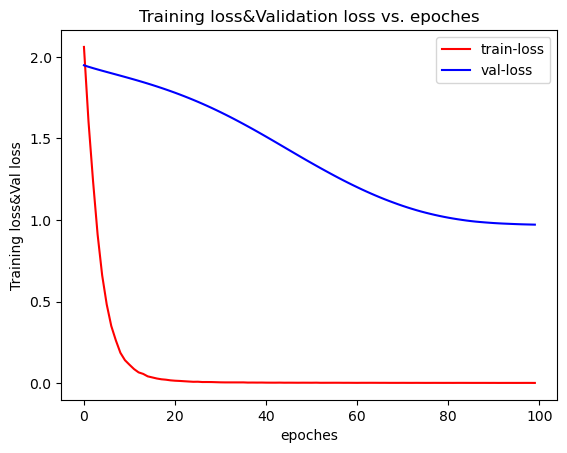 Training loss&Validation loss vs. epoches
train-loss
val-loss
Training loss&Val loss
2.0
1.5
1.0
0.5
0.0
0 20 40 60 80 100
epoches